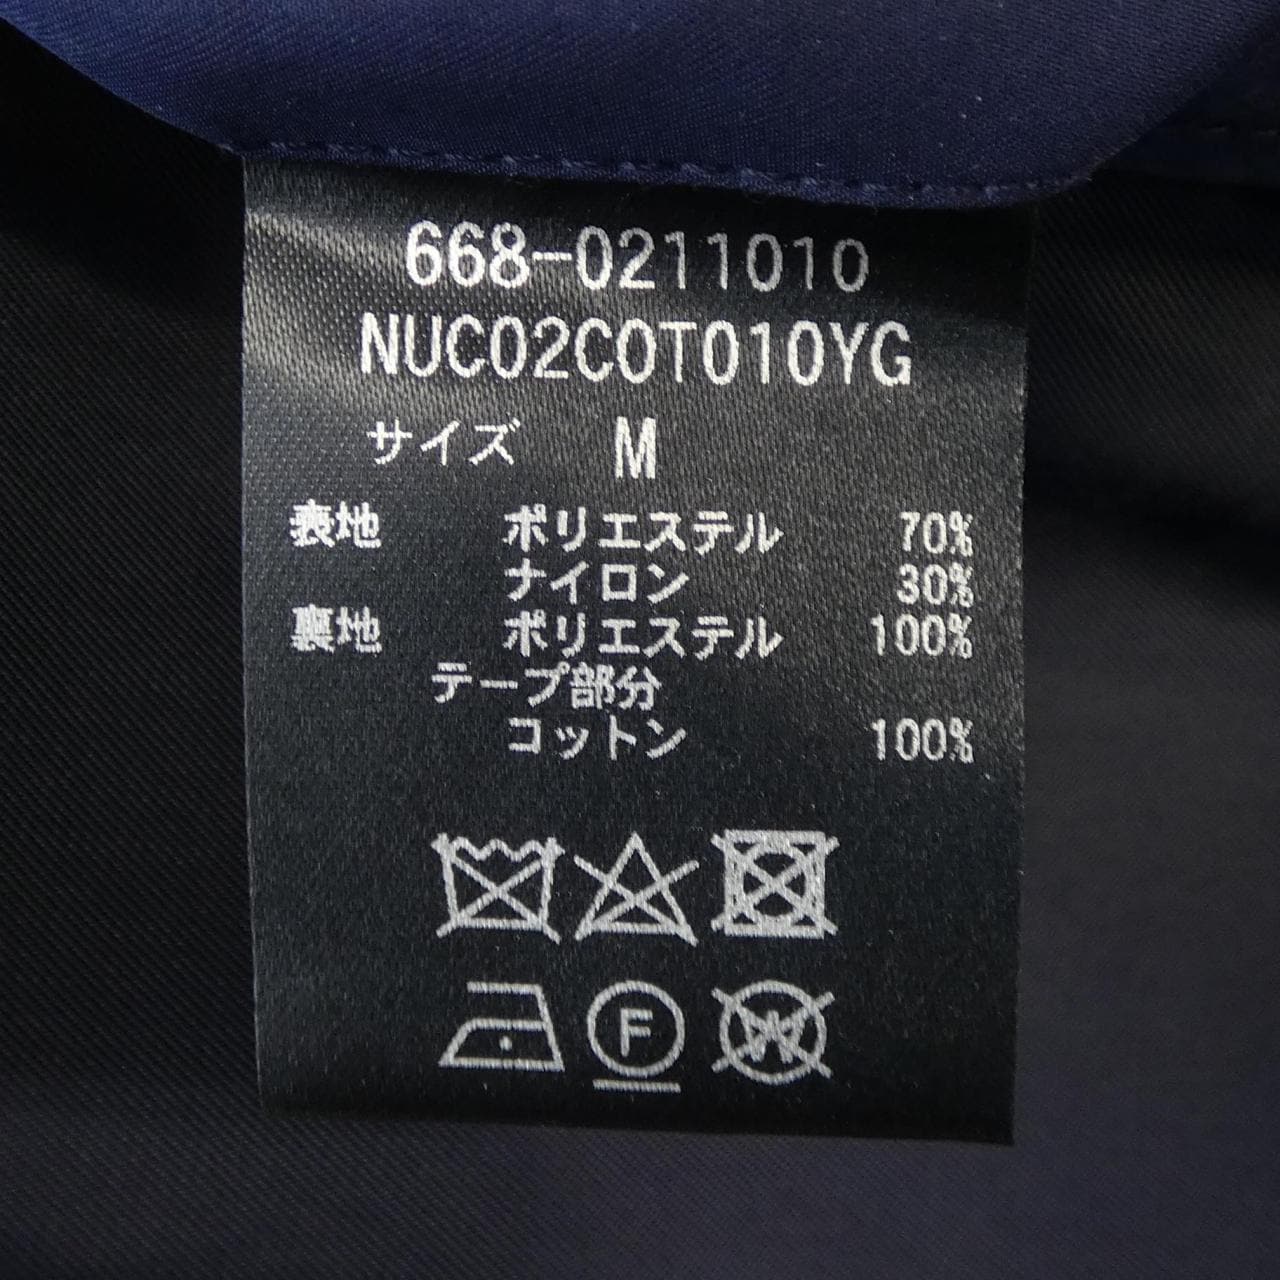 668-0211010
NUC02COT010YG
サイズ M
表地 ポリエステル 70%
ナイロン 30%
裏地 ポリエステル 100%
テープ部分
コットン 100%
F W